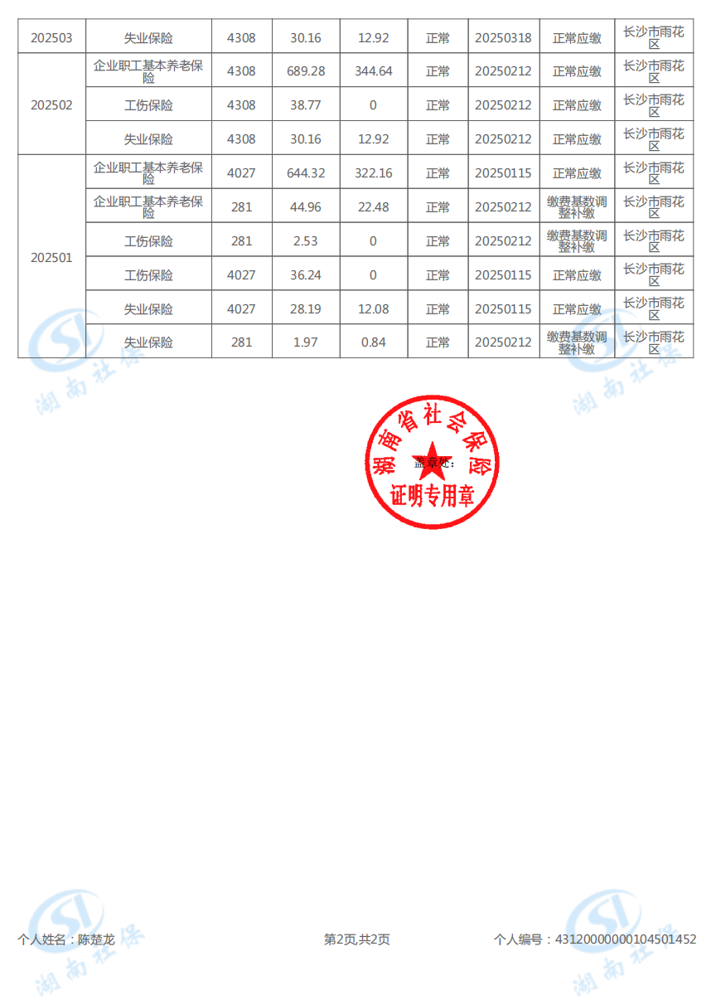 202503 失业保险 4308 30.16 12.92 正常 20250318 正常应缴 长沙市雨花区
202502 企业职工基本养老保险 4308 689.28 344.64 正常 20250212 正常应缴 长沙市雨花区
工伤保险 4308 38.77 0 正常 20250212 正常应缴 长沙市雨花区
失业保险 4308 30.16 12.92 正常 20250212 正常应缴 长沙市雨花区
202501 企业职工基本养老保险 4027 644.32 322.16 正常 20250115 正常应缴 长沙市雨花区
企业职工基本养老保险 281 44.96 22.48 正常 20250212 缴费基数调整补缴 长沙市雨花区
工伤保险 281 2.53 0 正常 20250212 缴费基数调整补缴 长沙市雨花区
工伤保险 4027 36.24 0 正常 20250115 正常应缴 长沙市雨花区
失业保险 4027 28.19 12.08 正常 20250115 正常应缴 长沙市雨花区
失业保险 281 1.97 0.84 正常 20250212 缴费基数调整补缴 长沙市雨花区
SI 湖南社保
SI 湖南社保
湖南省社会保险
盖章处：
证明专用章
个人姓名：陈楚龙 第2页,共2页 个人编号：43120000000104501452
SI 湖南社保
SI 湖南社保